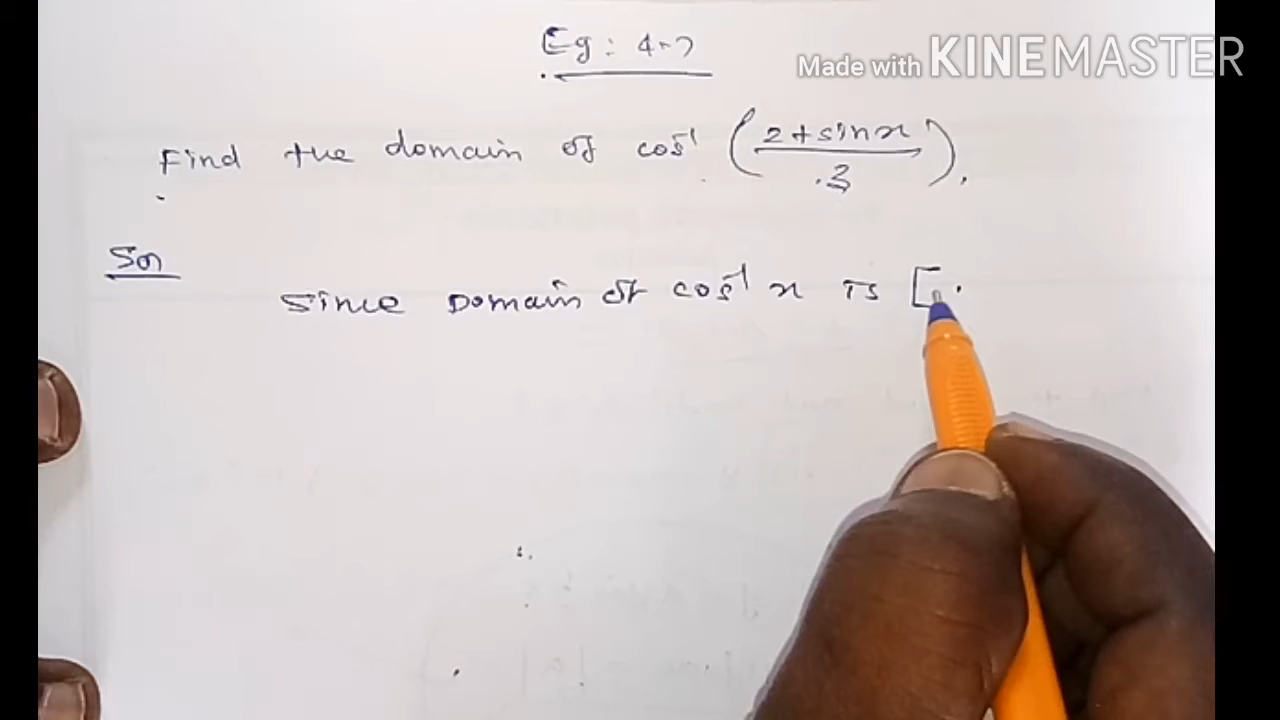 Eg: 4.7
Made with KINEMASTER
Find the domain of cos⁻¹ (2+sinx / 3).
Son
Since Domain of cos⁻¹ x is [